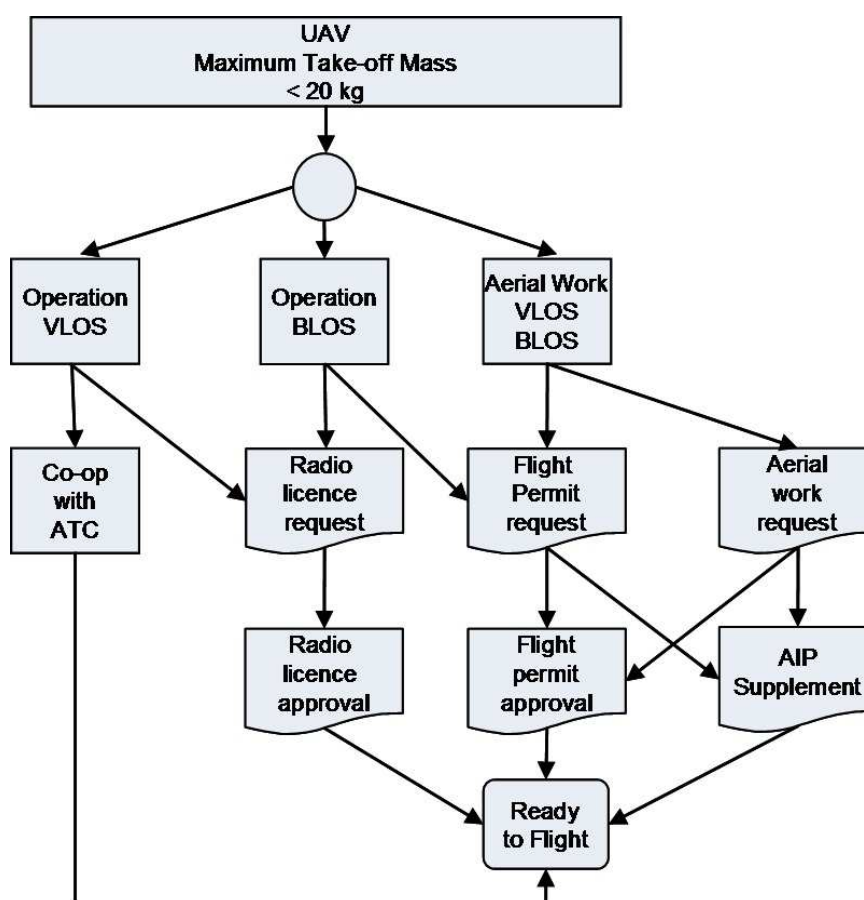 UAV
Maximum Take-off Mass
< 20 kg
Operation
VLOS
Operation
BLOS
Aerial Work
VLOS
BLOS
Co-op
with
ATC
Radio
licence
request
Flight
Permit
request
Aerial
work
request
Radio
licence
approval
Flight
permit
approval
AIP
Supplement
Ready
to Flight